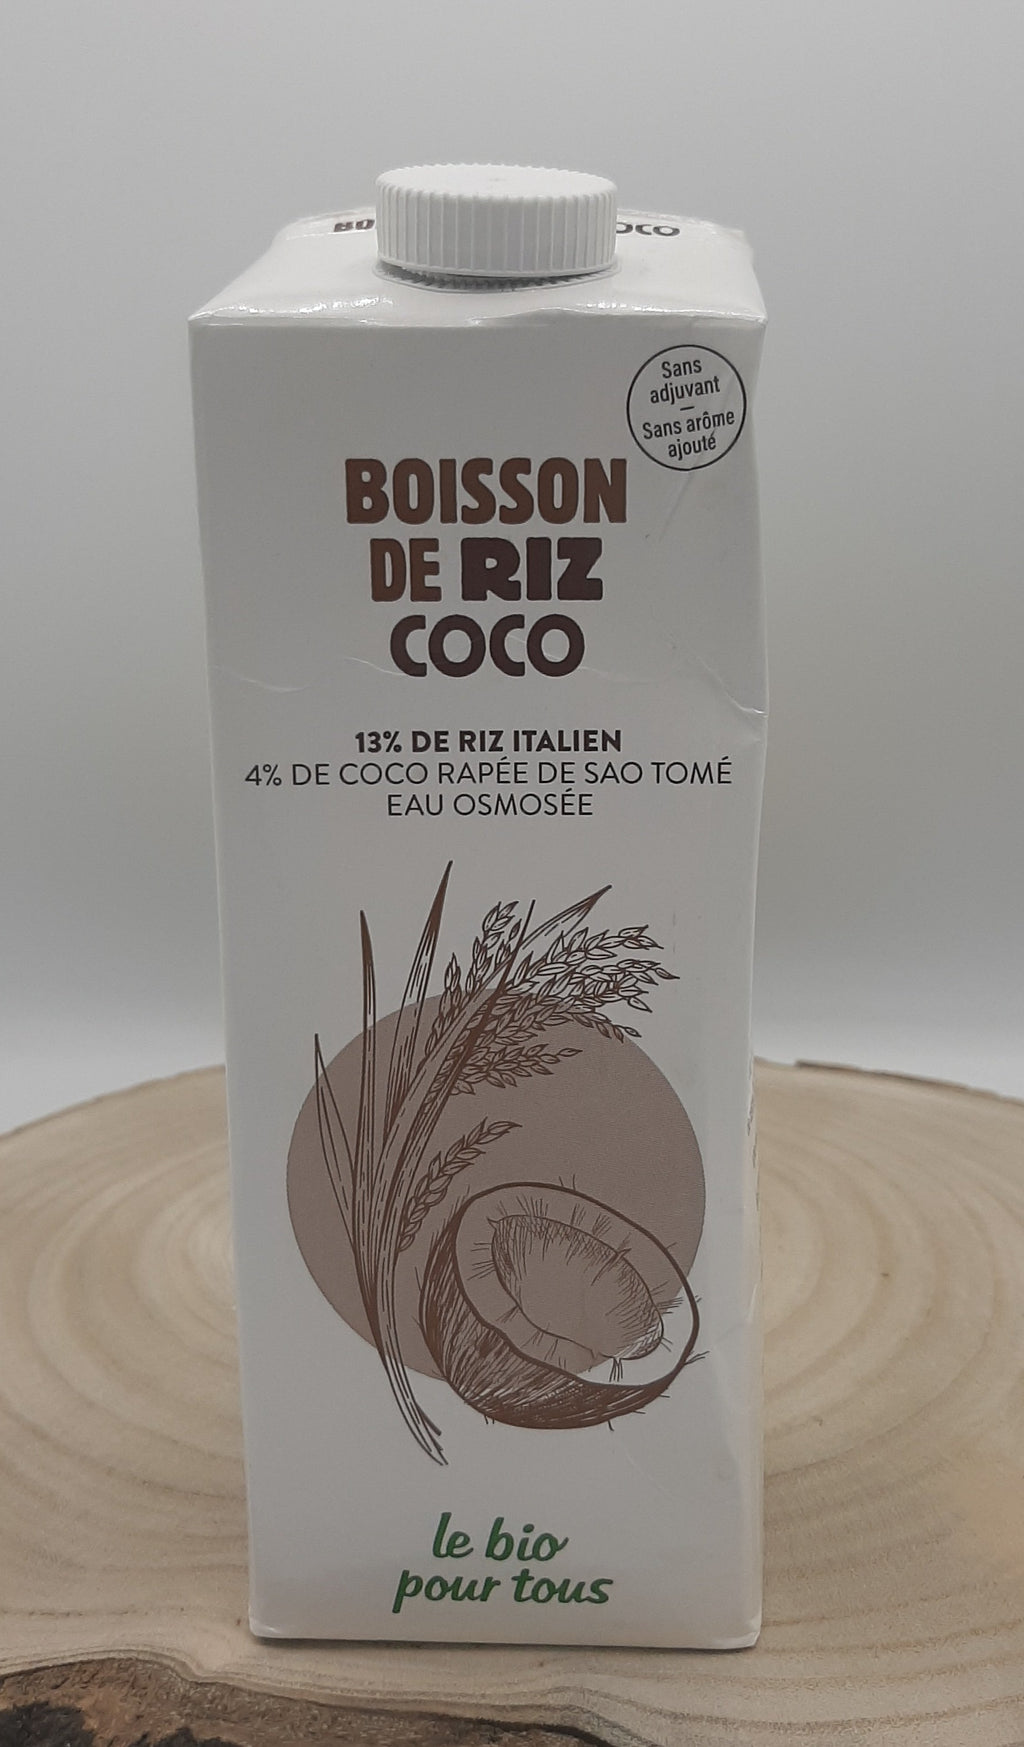 OCO
Sans
adjuvant
Sans arôme
ajouté
BOISSON
DE RIZ
COCO
13% DE RIZ ITALIEN
4% DE COCO RAPÉE DE SAO TOMÉ
EAU OSMOSÉE
le bio
pour tous